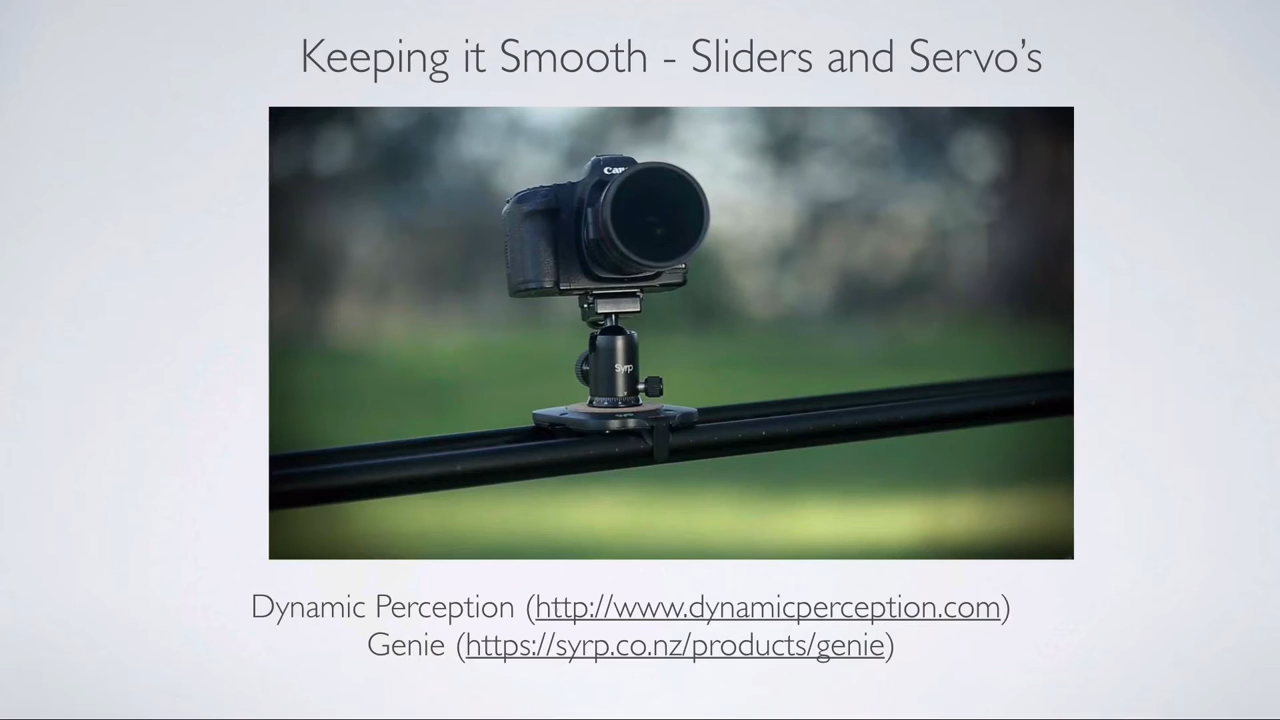 Keeping it Smooth - Sliders and Servo’s
Syrp
Dynamic Perception (http://www.dynamicperception.com)
Genie (https://syrp.co.nz/products/genie)